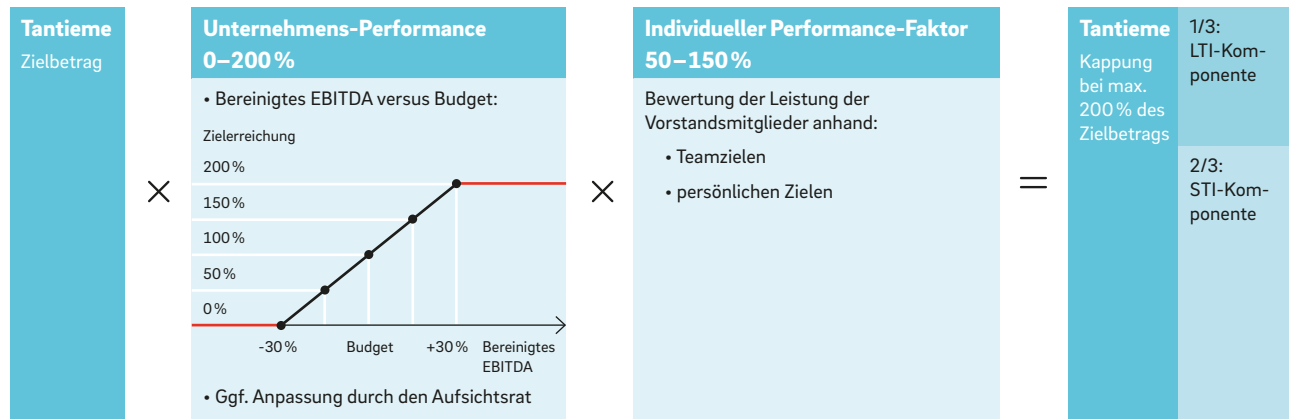 Tantieme
Zielbetrag
×
Unternehmens-Performance
0–200 %
• Bereinigtes EBITDA versus Budget:
Zielerreichung
200 %
150 %
100 %
50 %
0 %
-30 %
Budget
+30 %
Bereinigtes
EBITDA
• Ggf. Anpassung durch den Aufsichtsrat
×
Individueller Performance-Faktor
50–150 %
Bewertung der Leistung der
Vorstandsmitglieder anhand:
• Teamzielen
• persönlichen Zielen
=
Tantieme
Kappung
bei max.
200 % des
Zielbetrags
1/3:
LTI-Kom-
ponente
2/3:
STI-Kom-
ponente